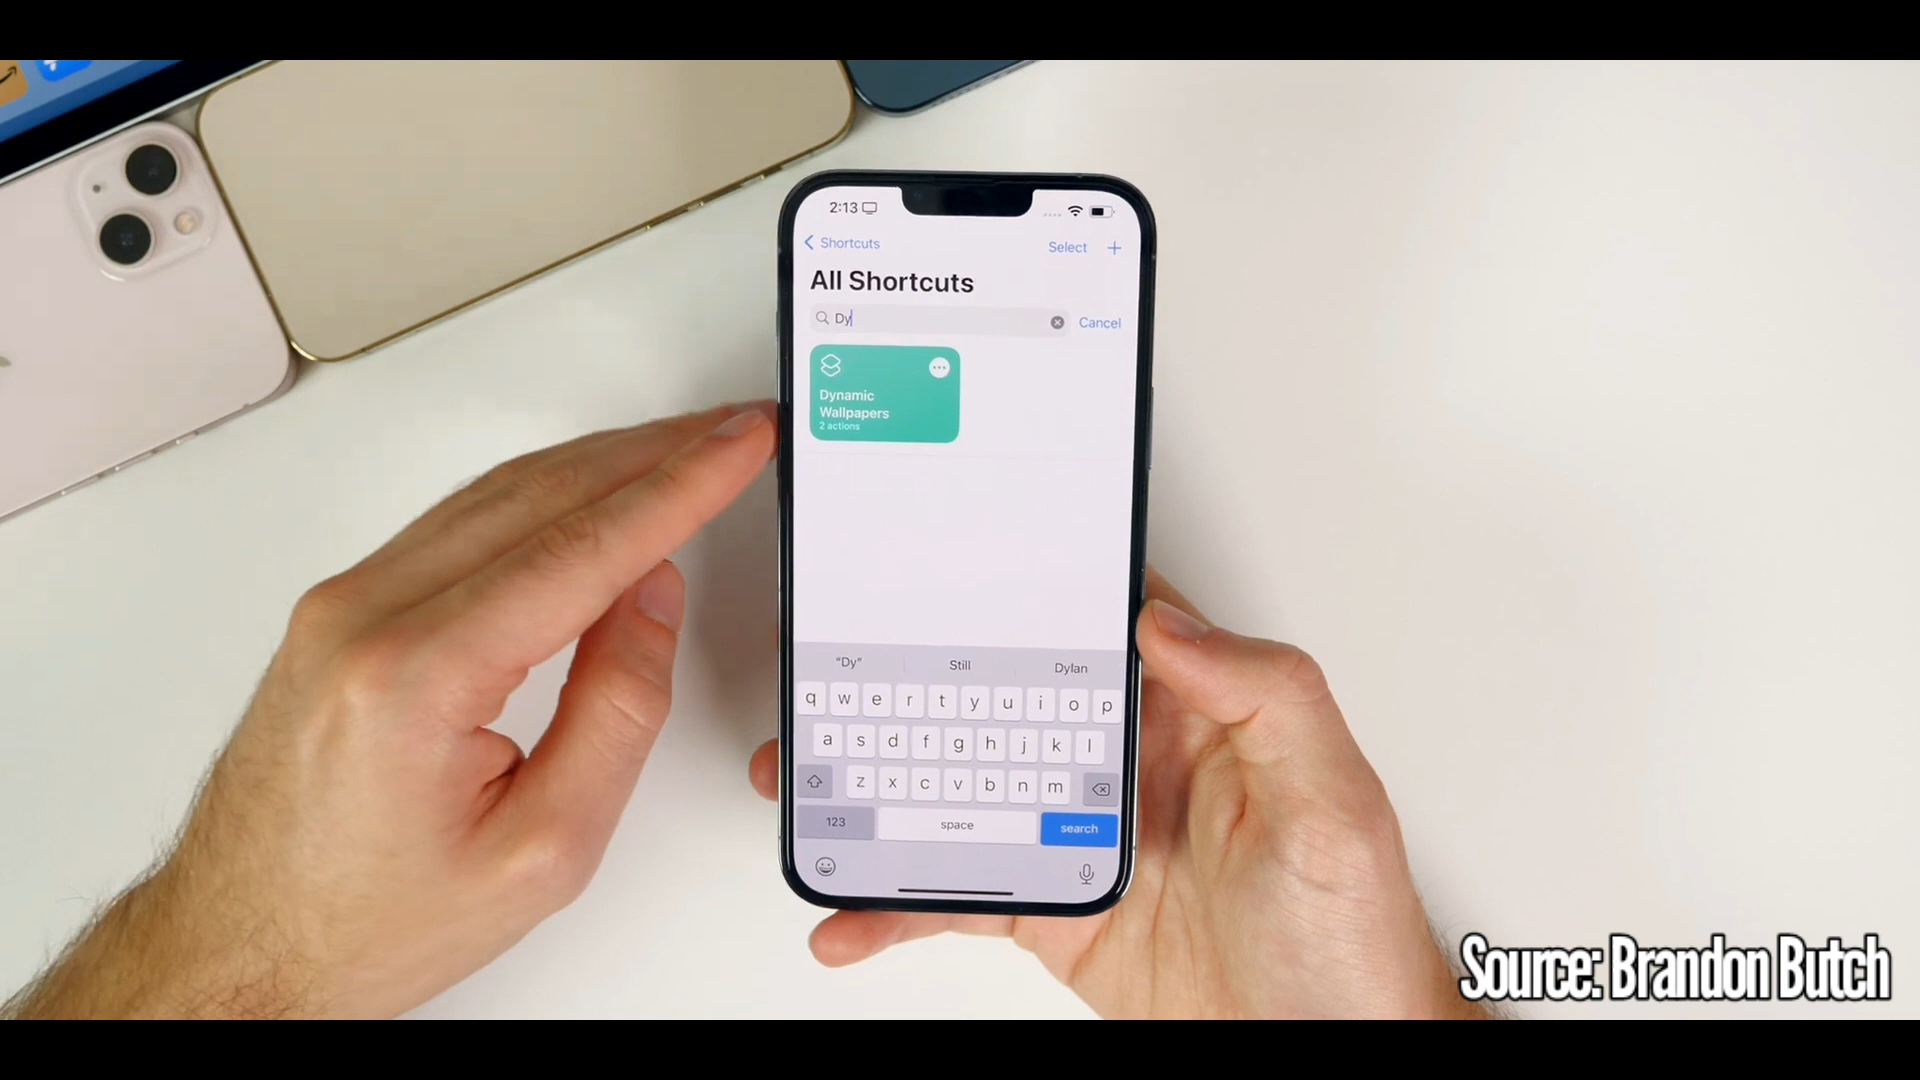 2:13
Shortcuts
Select +
All Shortcuts
Dy
Cancel
Dynamic
Wallpapers
2 actions
“Dy” Still Dylan
q w e r t y u i o p
a s d f g h j k l
z x c v b n m
123 space search
Source: Brandon Butch